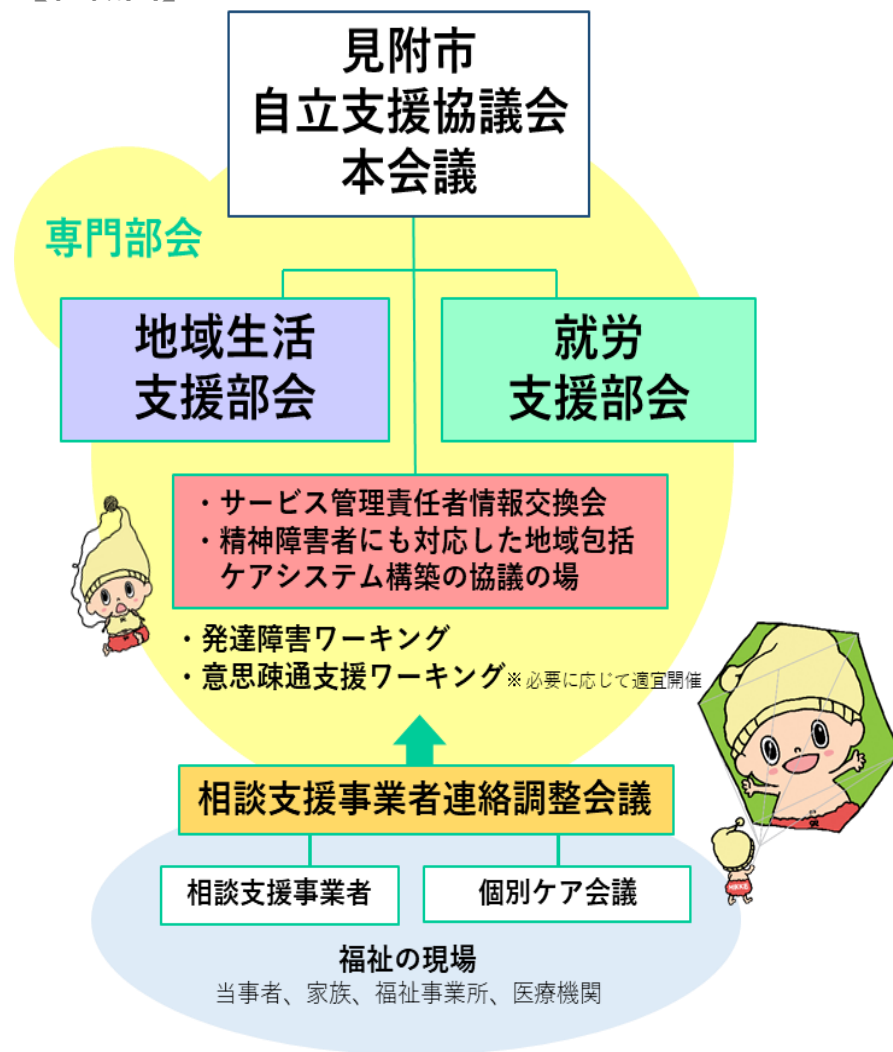 見附市
自立支援協議会
本会議
専門部会
地域生活
支援部会
就労
支援部会
・サービス管理責任者情報交換会
・精神障害者にも対応した地域包括
ケアシステム構築の協議の場
・発達障害ワーキング
・意思疎通支援ワーキング※必要に応じて適宜開催
相談支援事業者連絡調整会議
相談支援事業者
個別ケア会議
福祉の現場
当事者、家族、福祉事業所、医療機関